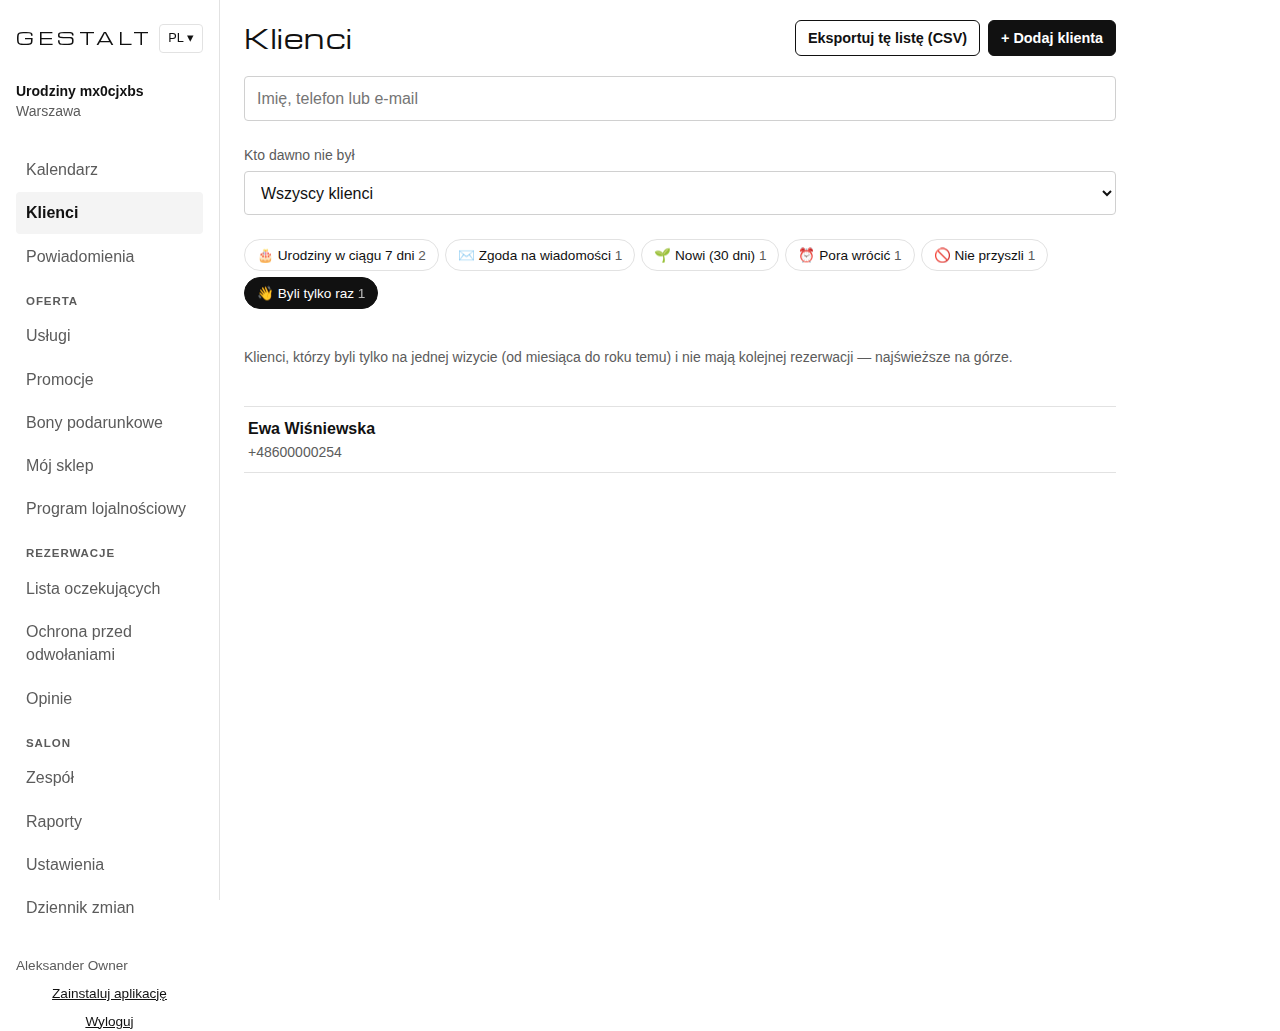 GESTALT
PL ▾
Urodziny mx0cjxbs
Warszawa
Kalendarz
Klienci
Powiadomienia
OFERTA
Usługi
Promocje
Bony podarunkowe
Mój sklep
Program lojalnościowy
REZERWACJE
Lista oczekujących
Ochrona przed
odwołaniami
Opinie
SALON
Zespół
Raporty
Ustawienia
Dziennik zmian
Aleksander Owner
Zainstaluj aplikację
Wyloguj
Klienci
Eksportuj tę listę (CSV)
+ Dodaj klienta
Imię, telefon lub e-mail
Kto dawno nie był
Wszyscy klienci
🎂 Urodziny w ciągu 7 dni 2
✉️ Zgoda na wiadomości 1
🌱 Nowi (30 dni) 1
⏰ Pora wrócić 1
🚫 Nie przyszli 1
👋 Byli tylko raz 1
Klienci, którzy byli tylko na jednej wizycie (od miesiąca do roku temu) i nie mają kolejnej rezerwacji — najświeższe na górze.
Ewa Wiśniewska
+48600000254